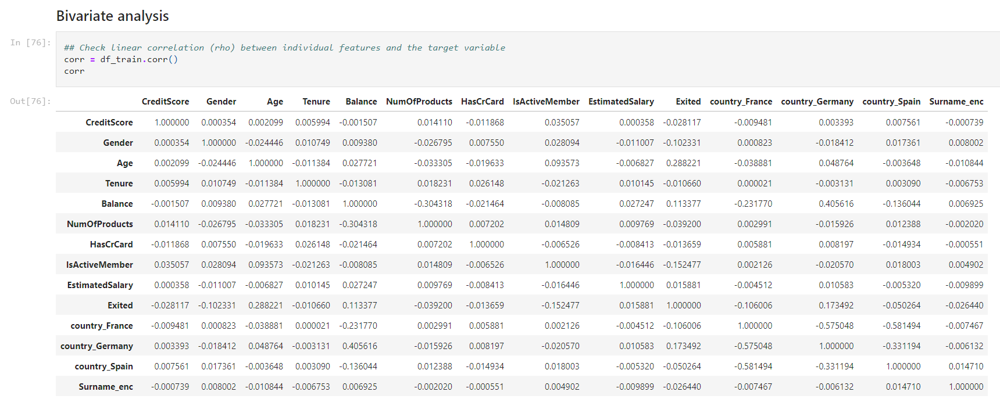 Bivariate analysis
In [76]:
## Check linear correlation (rho) between individual features and the target variable
corr = df_train.corr()
corr
Out[76]:
CreditScore Gender Age Tenure Balance NumOfProducts HasCrCard IsActiveMember EstimatedSalary Exited country_France country_Germany country_Spain Surname_enc
CreditScore 1.000000 0.000354 0.002099 0.005994 -0.001507 0.014110 -0.011868 0.035057 0.000358 -0.028117 -0.009481 0.003393 0.007561 -0.000739
Gender 0.000354 1.000000 -0.024446 0.010749 0.009380 -0.026795 0.007550 0.028094 -0.011007 -0.102331 0.000823 -0.018412 0.017361 0.008002
Age 0.002099 -0.024446 1.000000 -0.011384 0.027721 -0.033305 -0.019633 0.093573 -0.006827 0.288221 -0.038881 0.048764 -0.003648 -0.010844
Tenure 0.005994 0.010749 -0.011384 1.000000 -0.013081 0.018231 0.026148 -0.021263 0.010145 -0.010660 0.000021 -0.003131 0.003090 -0.006753
Balance -0.001507 0.009380 0.027721 -0.013081 1.000000 -0.304318 -0.021464 -0.008085 0.027247 0.113377 -0.231770 0.405616 -0.136044 0.006925
NumOfProducts 0.014110 -0.026795 -0.033305 0.018231 -0.304318 1.000000 0.007202 0.014809 0.009769 -0.039200 0.002991 -0.015926 0.012388 -0.002020
HasCrCard -0.011868 0.007550 -0.019633 0.026148 -0.021464 0.007202 1.000000 -0.006526 -0.008413 -0.013659 0.005881 0.008197 -0.014934 -0.000551
IsActiveMember 0.035057 0.028094 0.093573 -0.021263 -0.008085 0.014809 -0.006526 1.000000 -0.016446 -0.152477 0.002126 -0.020570 0.018003 0.004902
EstimatedSalary 0.000358 -0.011007 -0.006827 0.010145 0.027247 0.009769 -0.008413 -0.016446 1.000000 0.015881 -0.004512 0.010583 -0.005320 -0.009899
Exited -0.028117 -0.102331 0.288221 -0.010660 0.113377 -0.039200 -0.013659 -0.152477 0.015881 1.000000 -0.106006 0.173492 -0.050264 -0.026440
country_France -0.009481 0.000823 -0.038881 0.000021 -0.231770 0.002991 0.005881 0.002126 -0.004512 -0.106006 1.000000 -0.575048 -0.581494 -0.007467
country_Germany 0.003393 -0.018412 0.048764 -0.003131 0.405616 -0.015926 0.008197 -0.020570 0.010583 0.173492 -0.575048 1.000000 -0.331194 -0.006132
country_Spain 0.007561 0.017361 -0.003648 0.003090 -0.136044 0.012388 -0.014934 0.018003 -0.005320 -0.050264 -0.581494 -0.331194 1.000000 0.014710
Surname_enc -0.000739 0.008002 -0.010844 -0.006753 0.006925 -0.002020 -0.000551 0.004902 -0.009899 -0.026440 -0.007467 -0.006132 0.014710 1.000000